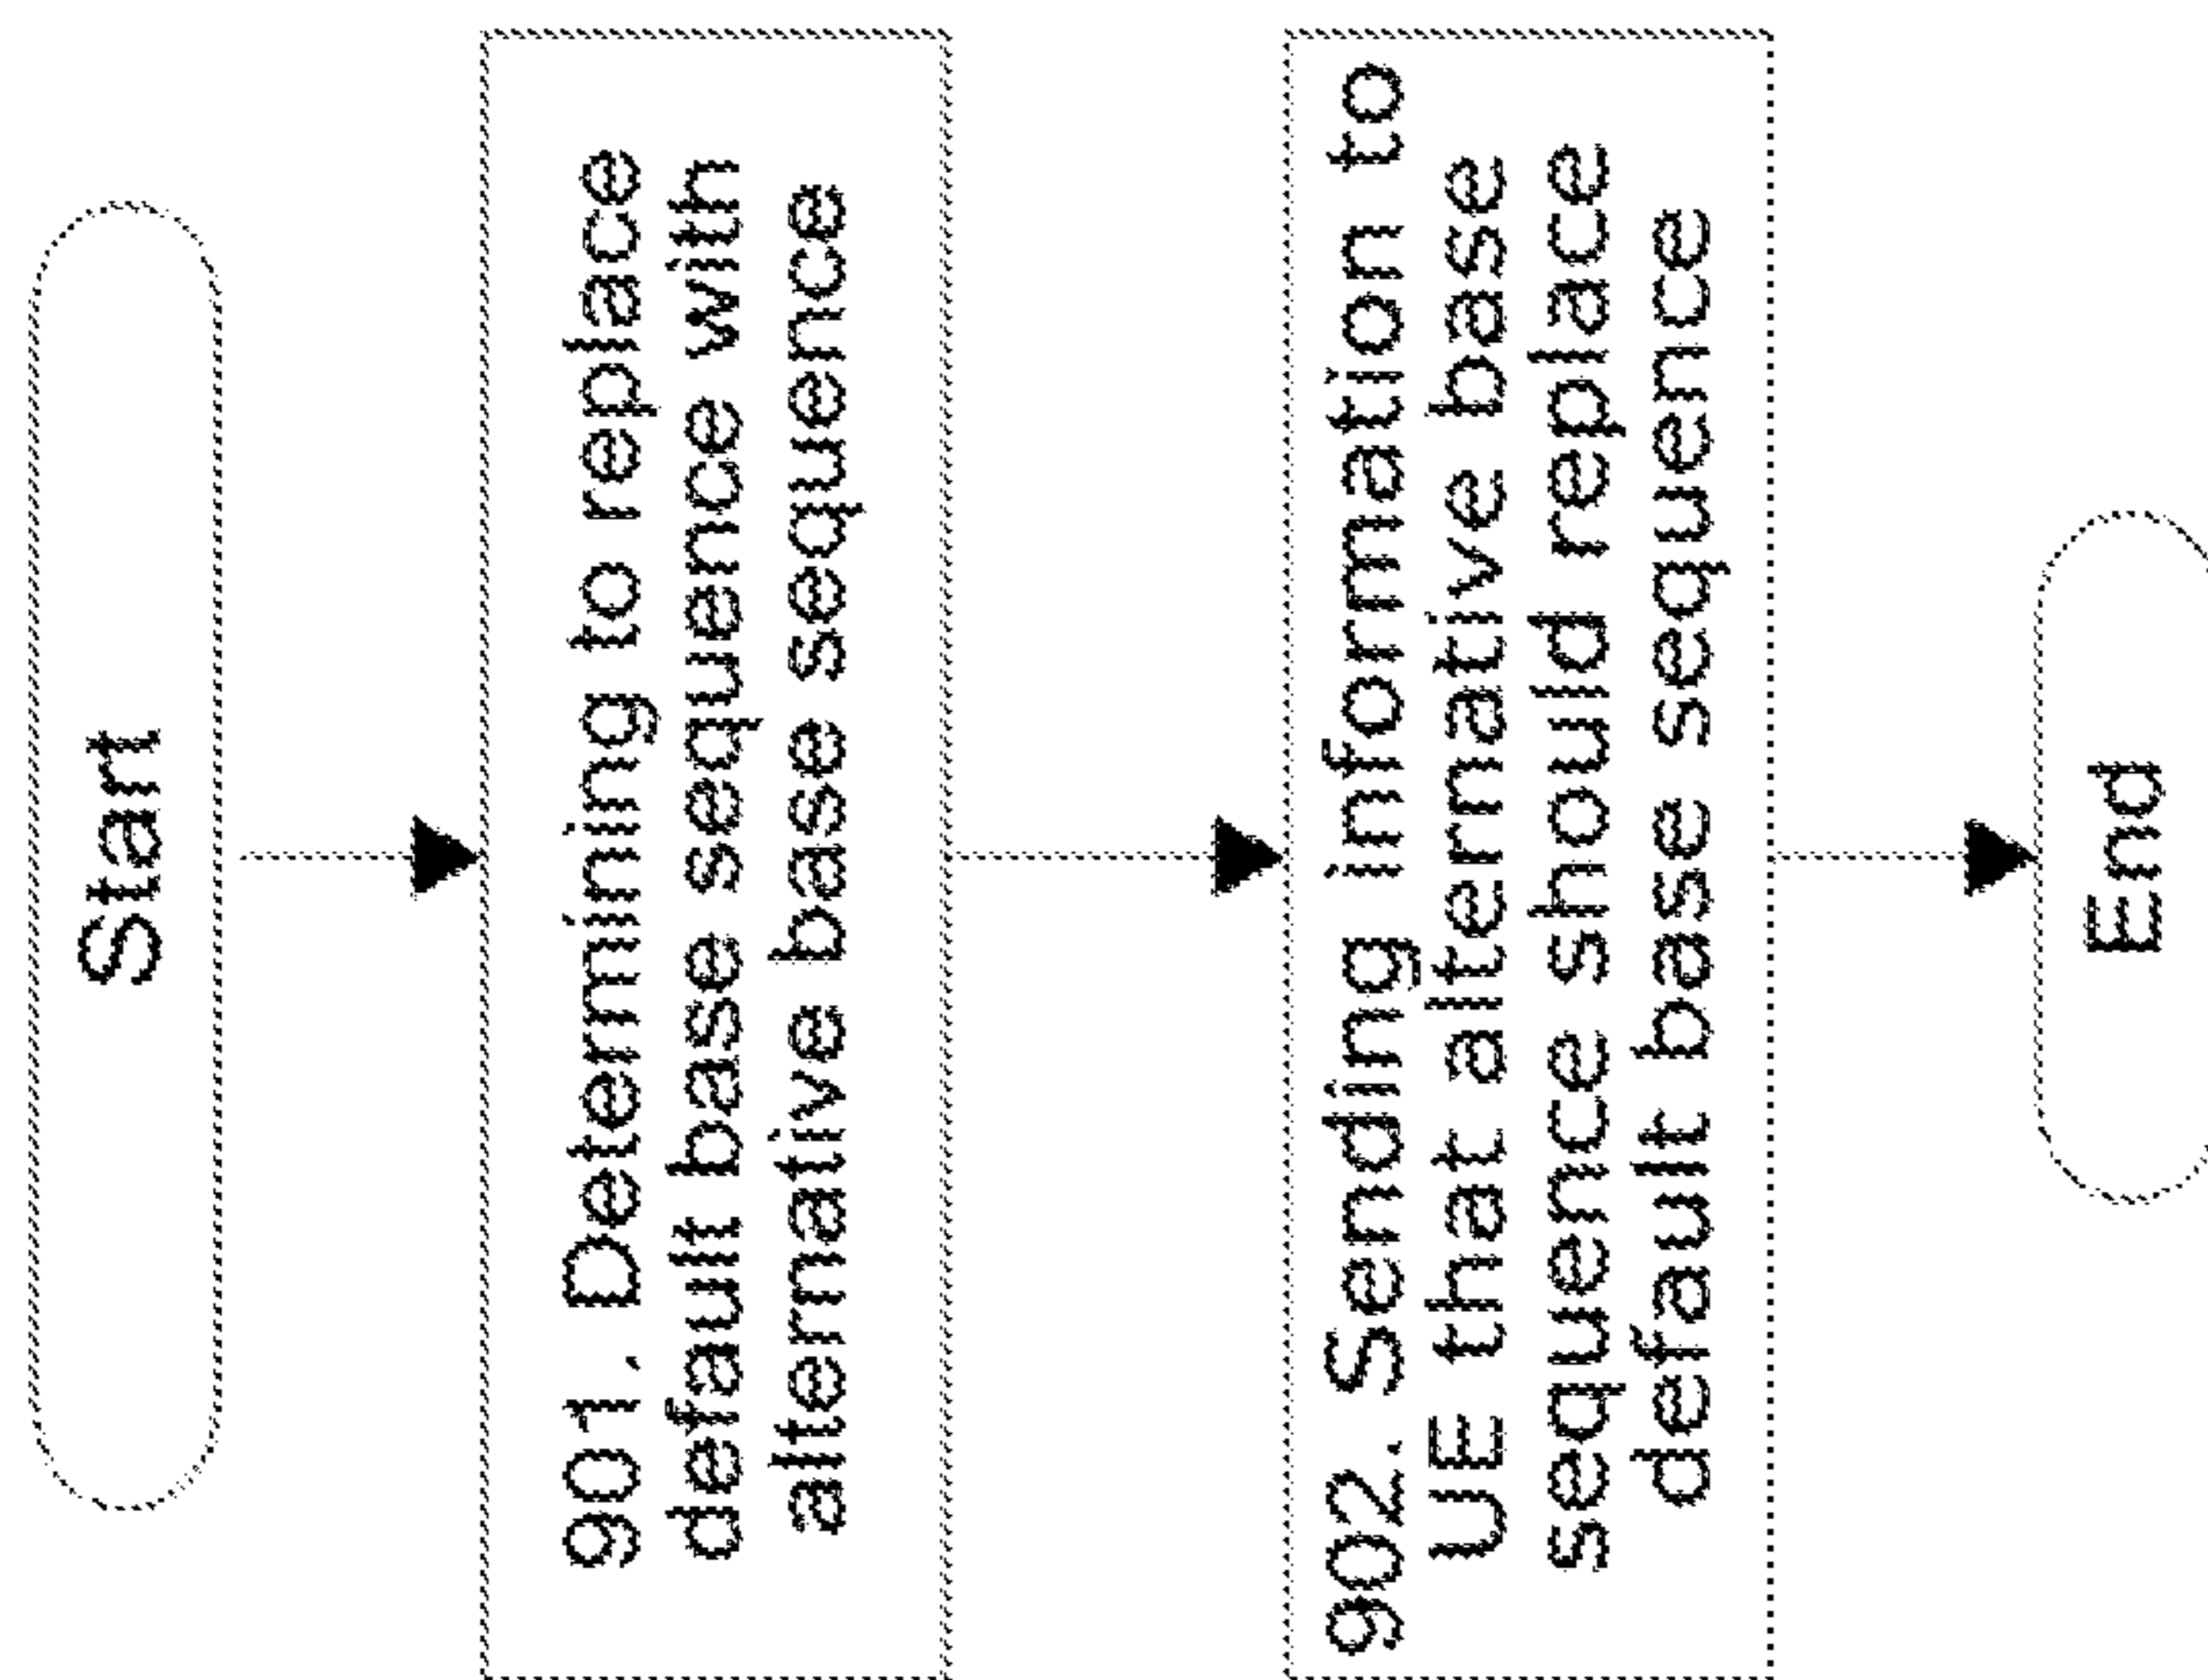 Start
901. Determining to replace
default base sequence with
alternative base sequence
902. Sending information to
UE that alternative base
sequence should replace
default base sequence
End